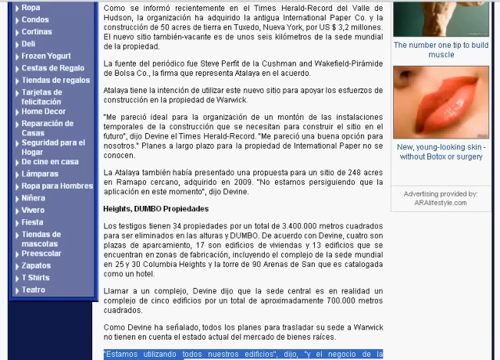 Ropa
Condos
Cortinas
Deli
Frozen Yogurt
Cestas de Regalo
Tiendas de regalos
Tarjetas de
felicitación
Home Decor
Reparación de
Casas
Seguridad para el
Hogar
De cine en casa
Lámparas
Ropa para Hombres
Niñera
Vivero
Fiesta
Tiendas de
mascotas
Preescolar
Zapatos
T Shirts
Teatro
Como se informó recientemente en el Times Herald-Record del Valle de
Hudson, la organización ha adquirido la antigua International Paper Co. y la
construcción de 50 acres de tierra en Tuxedo, Nueva York, por US $ 3,2 millones.
El nuevo sitio también-vacante es de unos seis kilómetros de la sede mundial
de la propiedad.
La fuente del periódico fue Steve Perfit de la Cushman and Wakefield-Pirámide
de Bolsa Co., la firma que representa Atalaya en el acuerdo.
Atalaya tiene la intención de utilizar este nuevo sitio para apoyar los esfuerzos de
construcción en la propiedad de Warwick.
"Me pareció ideal para la organización de un montón de las instalaciones
temporales de la construcción que se necesitan para construir el sitio en el
futuro", dijo Devine el Times Herald-Record. "Me pareció una buena opción para
nosotros." Planes a largo plazo para la propiedad de International Paper no se
conocen.
La Atalaya también había presentado una propuesta para un sitio de 248 acres
en Ramapo cercano, adquirido en 2009. "No estamos persiguiendo que la
aplicación en este momento", dijo Devine.
Heights, DUMBO Propiedades
Los testigos tienen 34 propiedades por un total de 3.400.000 metros cuadrados
para ser eliminados en las alturas y DUMBO. De acuerdo con Devine, cuatro son
plazas de aparcamiento, 17 son edificios de viviendas y 13 edificios que se
encuentran en zonas de fabricación, incluyendo el complejo de la sede mundial
en 25 y 30 Columbia Heights y la torre de 90 Arenas de San que es catalogada
como un hotel.
Llamar a un complejo, Devine dijo que la sede central es en realidad un
complejo de cinco edificios por un total de aproximadamente 700.000 metros
cuadrados.
Como Devine ha señalado, todos los planes para trasladar su sede a Warwick
no tienen en cuenta el estado actual del mercado de bienes raíces.
"Estamos utilizando todos nuestros edificios", dijo, "y el negocio de la
The number one tip to build
muscle
New, young-looking skin -
without Botox or surgery
Advertising provided by:
ARAlifestyle.com